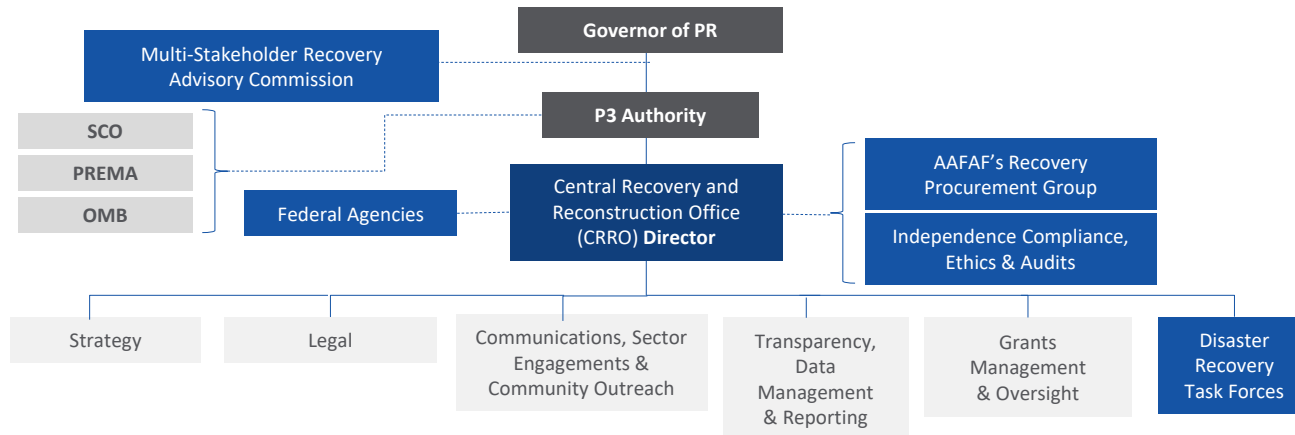 Governor of PR
Multi-Stakeholder Recovery
Advisory Commission
P3 Authority
SCO
PREMA
OMB
Federal Agencies
Central Recovery and
Reconstruction Office
(CRRO) Director
AAFAF’s Recovery
Procurement Group
Independence Compliance,
Ethics & Audits
Strategy
Legal
Communications, Sector
Engagements &
Community Outreach
Transparency,
Data
Management
& Reporting
Grants
Management
& Oversight
Disaster
Recovery
Task Forces